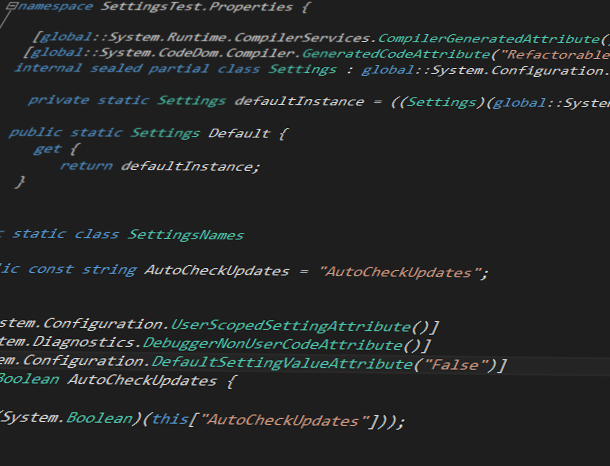 namespace SettingsTest.Properties {
[global::System.Runtime.CompilerServices.CompilerGeneratedAttribute(
[global::System.CodeDom.Compiler.GeneratedCodeAttribute("Refactorable
internal sealed partial class Settings : global::System.Configuration.
private static Settings defaultInstance = ((Settings)(global::System
public static Settings Default {
get {
return defaultInstance;
}
static class SettingsNames
lic const string AutoCheckUpdates = "AutoCheckUpdates";
stem.Configuration.UserScopedSettingAttribute()]
tem.Diagnostics.DebuggerNonUserCodeAttribute()]
em.Configuration.DefaultSettingValueAttribute("False")]
Boolean AutoCheckUpdates {
(System.Boolean)(this["AutoCheckUpdates"]));